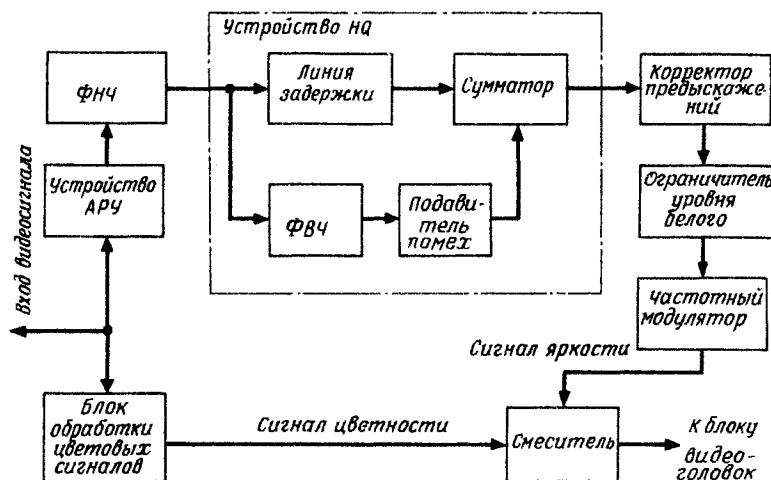 Устройство HQ
ФНЧ
Линия
задержки
Сумматор
Корректор
предыскаже-
ний
Вход видеосигнала
Устройство
АРУ
ФВЧ
Подави-
тель
помех
Ограничитель
уровня
белого
Частотный
модулятор
Сигнал яркости
Блок
обработки
цветовых
сигналов
Сигнал цветности
Смеситель
К блоку
видео-
головок